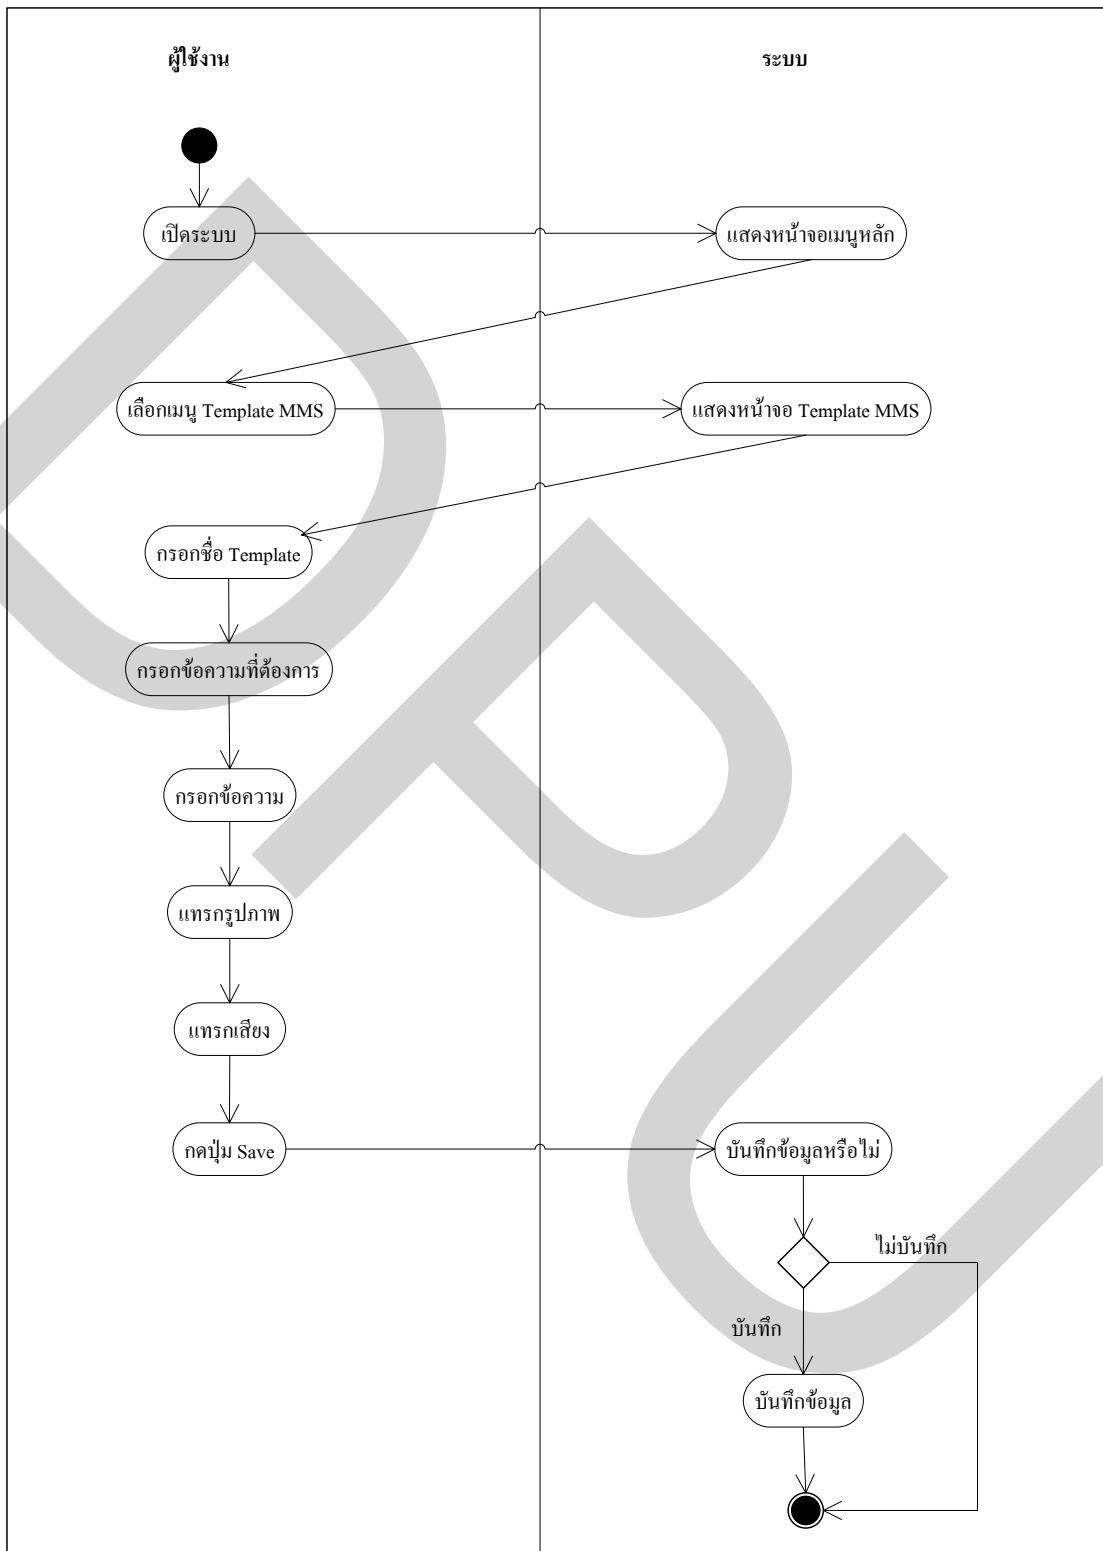 ผู้ใช้งาน
ระบบ
เปิดระบบ
แสดงหน้าจอเมนูหลัก
เลือกเมนู Template MMS
แสดงหน้าจอ Template MMS
กรอกชื่อ Template
กรอกข้อความที่ต้องการ
กรอกข้อความ
แทรกรูปภาพ
แทรกเสียง
กดปุ่ม Save
บันทึกข้อมูลหรือไม่
ไม่บันทึก
บันทึก
บันทึกข้อมูล
DPU